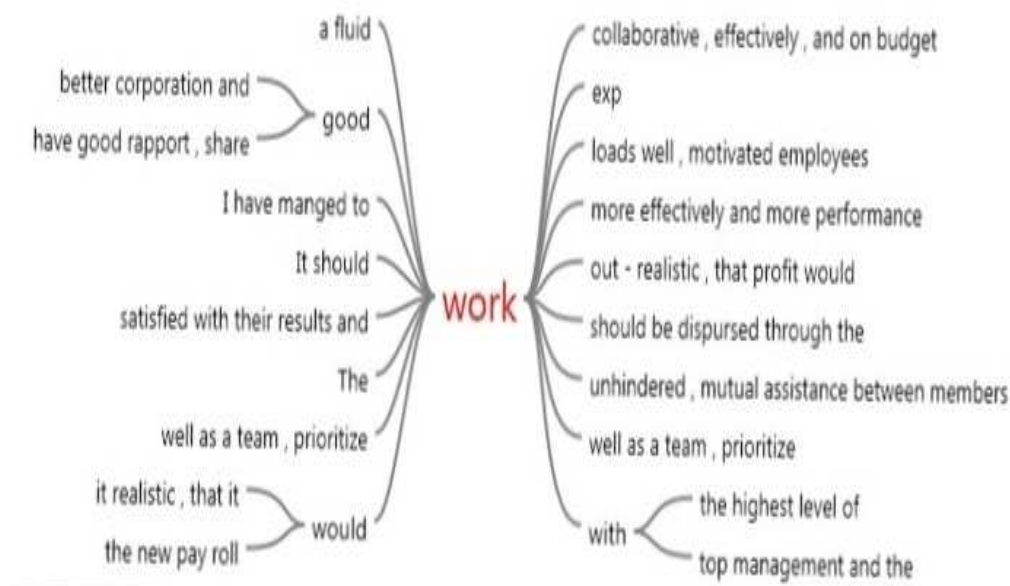 a fluid
better corporation and
have good rapport , share
good
I have manged to
It should
satisfied with their results and
The
well as a team , prioritize
it realistic , that it
the new pay roll
would
work
collaborative , effectively , and on budget
exp
loads well , motivated employees
more effectively and more performance
out - realistic , that profit would
should be dispursed through the
unhindered , mutual assistance between members
well as a team , prioritize
with
the highest level of
top management and the